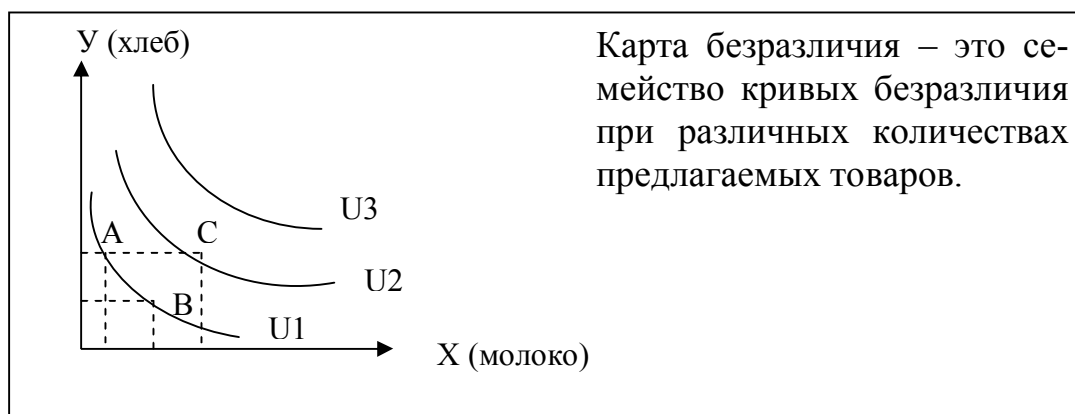 У (хлеб)
Карта безразличия – это се-
мейство кривых безразличия
при различных количествах
предлагаемых товаров.
U3
A
C
U2
B
U1
X (молоко)